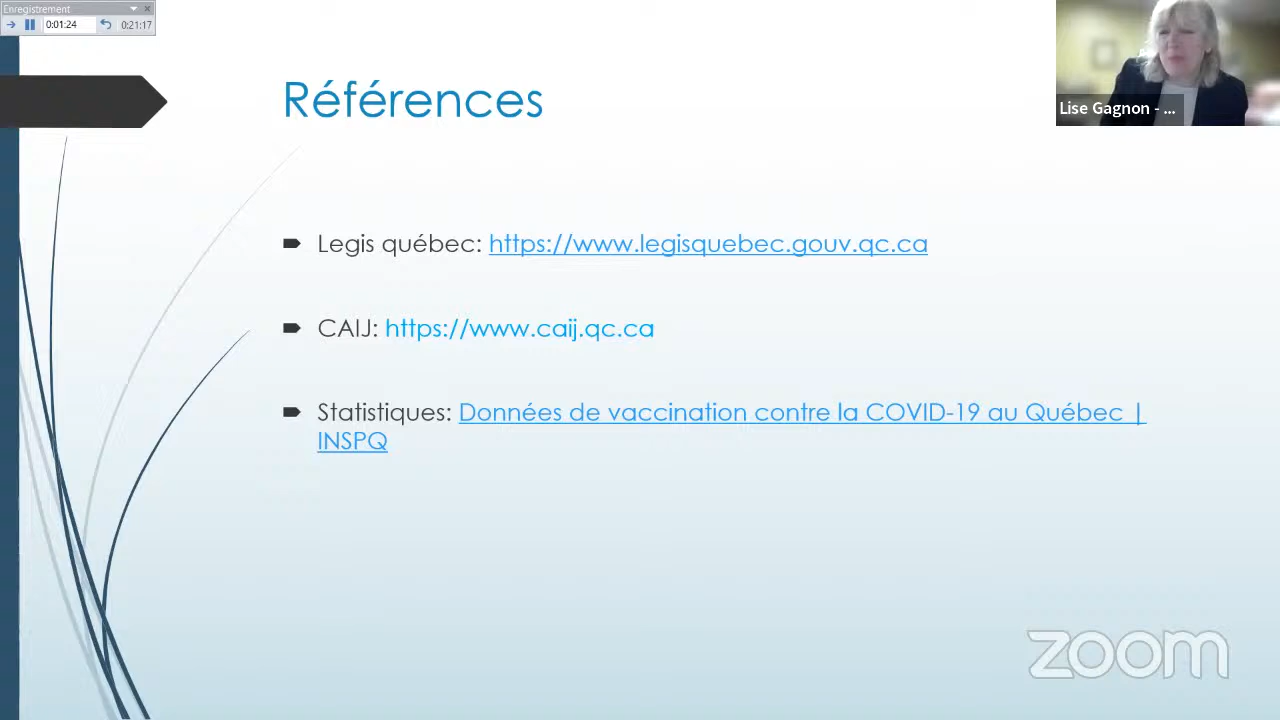 Enregistrement
0:01:24
0:21:17
Références
Lise Gagnon - ...
Legis québec: https://www.legisquebec.gouv.qc.ca
CAIJ: https://www.caij.qc.ca
Statistiques: Données de vaccination contre la COVID-19 au Québec |
INSPQ
zoom